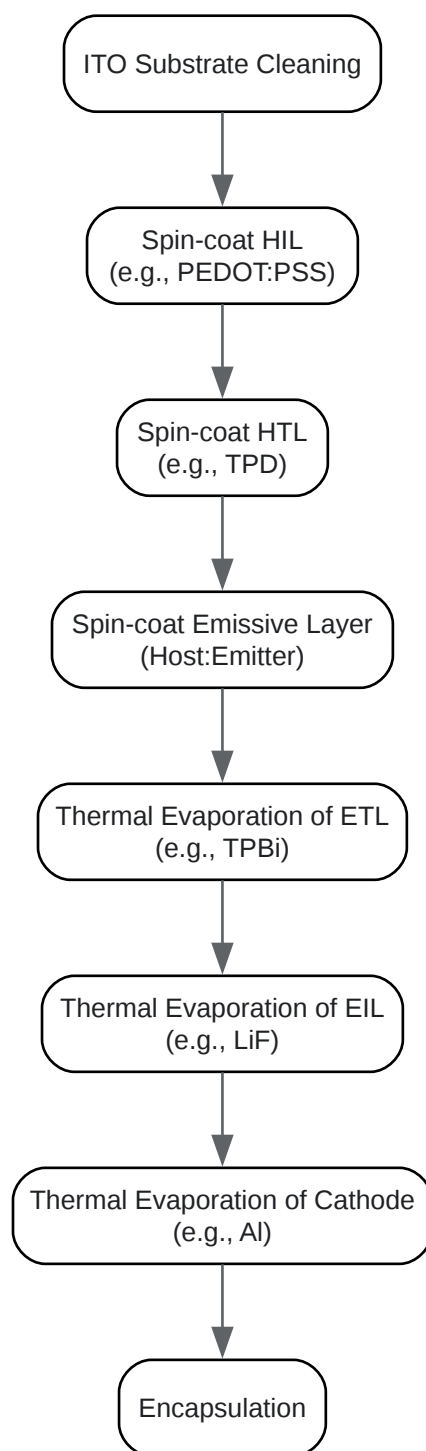 ITO Substrate Cleaning
Spin-coat HIL
(e.g., PEDOT:PSS)
Spin-coat HTL
(e.g., TPD)
Spin-coat Emissive Layer
(Host:Emitter)
Thermal Evaporation of ETL
(e.g., TPBi)
Thermal Evaporation of EIL
(e.g., LiF)
Thermal Evaporation of Cathode
(e.g., Al)
Encapsulation